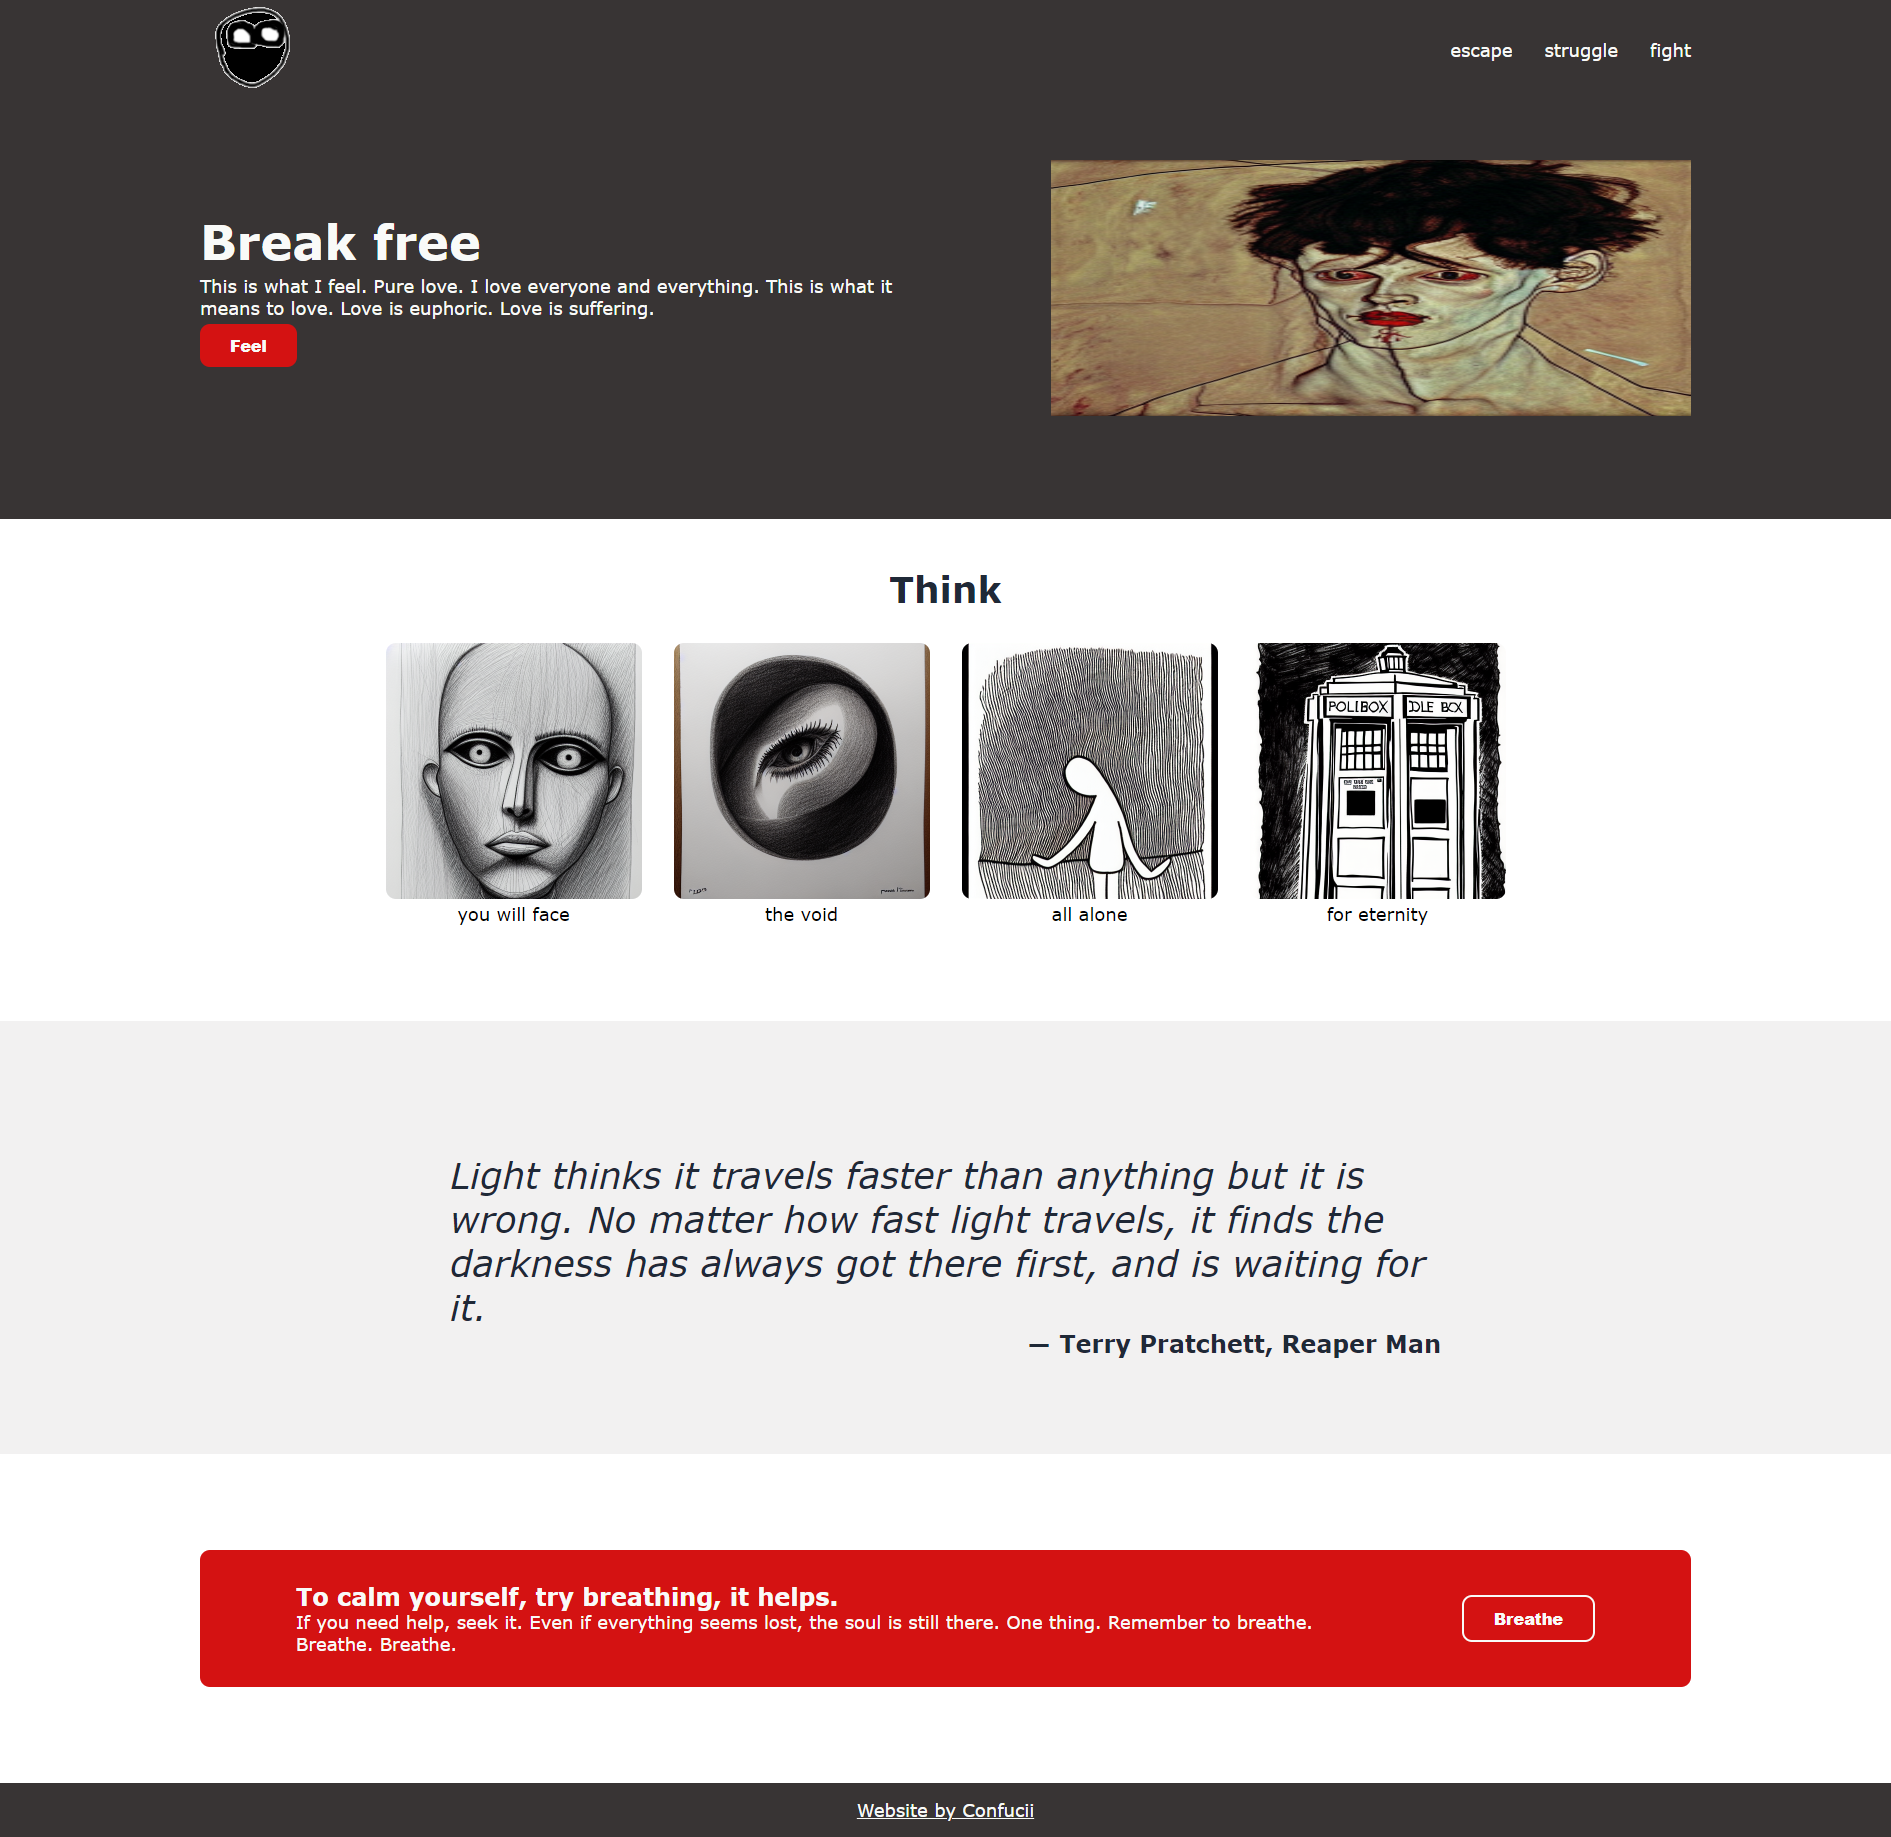 escape struggle fight
Break free
This is what I feel. Pure love. I love everyone and everything. This is what it
means to love. Love is euphoric. Love is suffering.
Feel
Think
POLIBOX DLE BOX
you will face
the void
all alone
for eternity
Light thinks it travels faster than anything but it is
wrong. No matter how fast light travels, it finds the
darkness has always got there first, and is waiting for
it.
— Terry Pratchett, Reaper Man
To calm yourself, try breathing, it helps.
If you need help, seek it. Even if everything seems lost, the soul is still there. One thing. Remember to breathe.
Breathe. Breathe.
Breathe
Website by Confucii